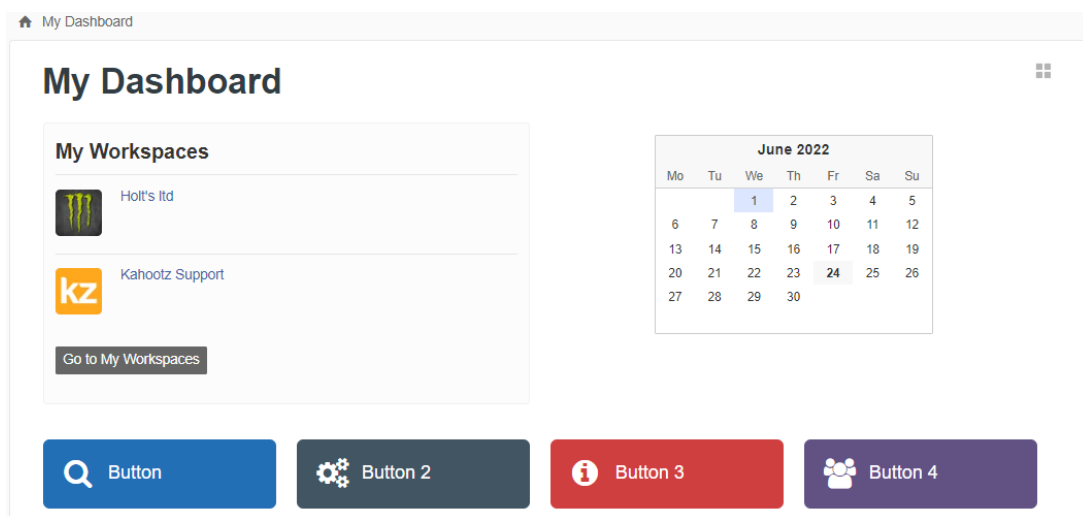 My Dashboard
My Dashboard
My Workspaces
Holt's ltd
kz
Kahootz Support
Go to My Workspaces
June 2022
Mo Tu We Th Fr Sa Su
1 2 3 4 5
6 7 8 9 10 11 12
13 14 15 16 17 18 19
20 21 22 23 24 25 26
27 28 29 30
Button
Button 2
Button 3
Button 4